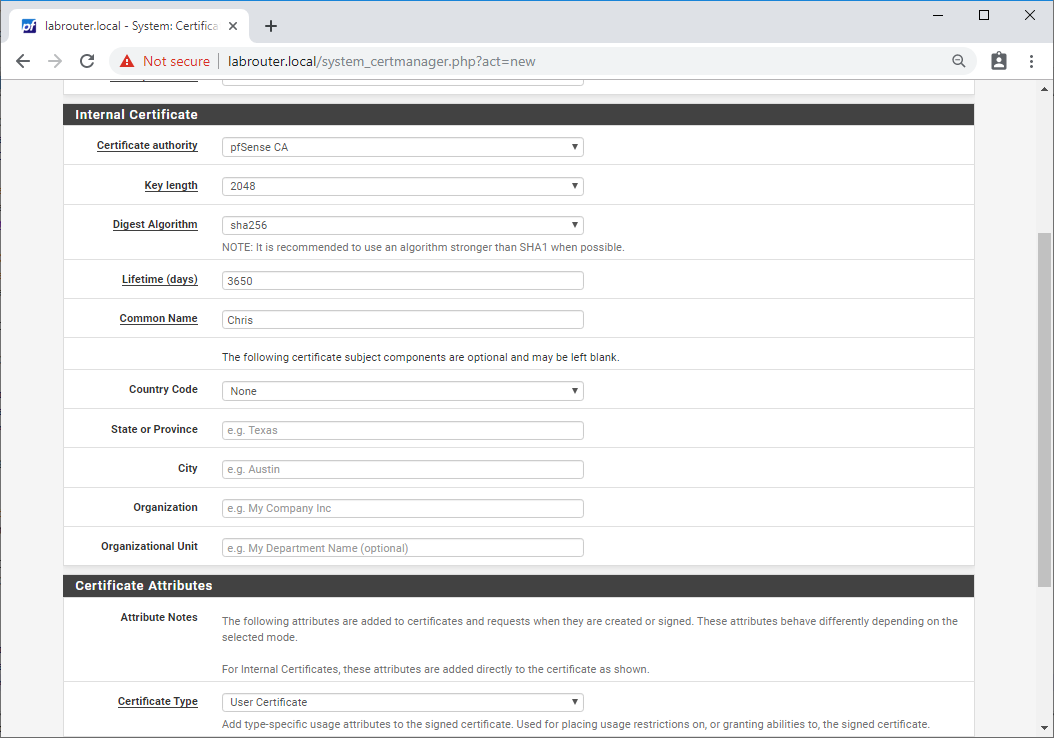 pf labrouter.local - System: Certifica
Not secure labrouter.local/system_certmanager.php?act=new
Internal Certificate
Certificate authority pfSense CA
Key length 2048
Digest Algorithm sha256
NOTE: It is recommended to use an algorithm stronger than SHA1 when possible.
Lifetime (days) 3650
Common Name Chris
The following certificate subject components are optional and may be left blank.
Country Code None
State or Province e.g. Texas
City e.g. Austin
Organization e.g. My Company Inc
Organizational Unit e.g. My Department Name (optional)
Certificate Attributes
Attribute Notes The following attributes are added to certificates and requests when they are created or signed. These attributes behave differently depending on the
selected mode.
For Internal Certificates, these attributes are added directly to the certificate as shown.
Certificate Type User Certificate
Add type-specific usage attributes to the signed certificate. Used for placing usage restrictions on, or granting abilities to, the signed certificate.